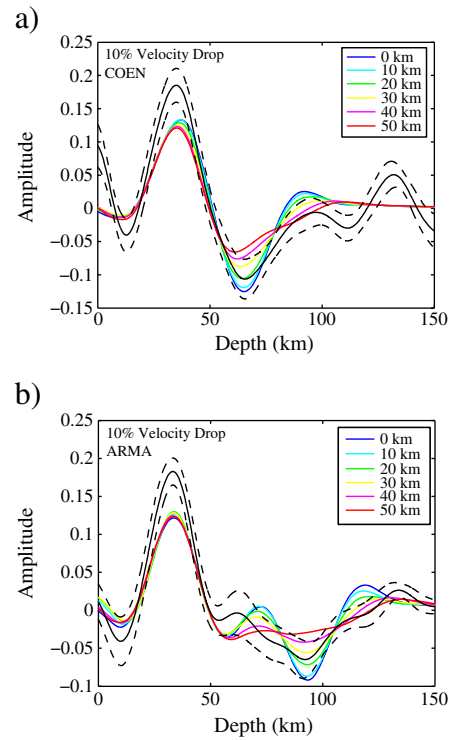 a)
10% Velocity Drop
COEN
0 km
10 km
20 km
30 km
40 km
50 km
0.25
0.2
0.15
0.1
0.05
0
-0.05
-0.1
-0.15
Amplitude
0
50
100
150
Depth (km)
b)
10% Velocity Drop
ARMA
0 km
10 km
20 km
30 km
40 km
50 km
0.25
0.2
0.15
0.1
0.05
0
-0.05
-0.1
Amplitude
0
50
100
150
Depth (km)